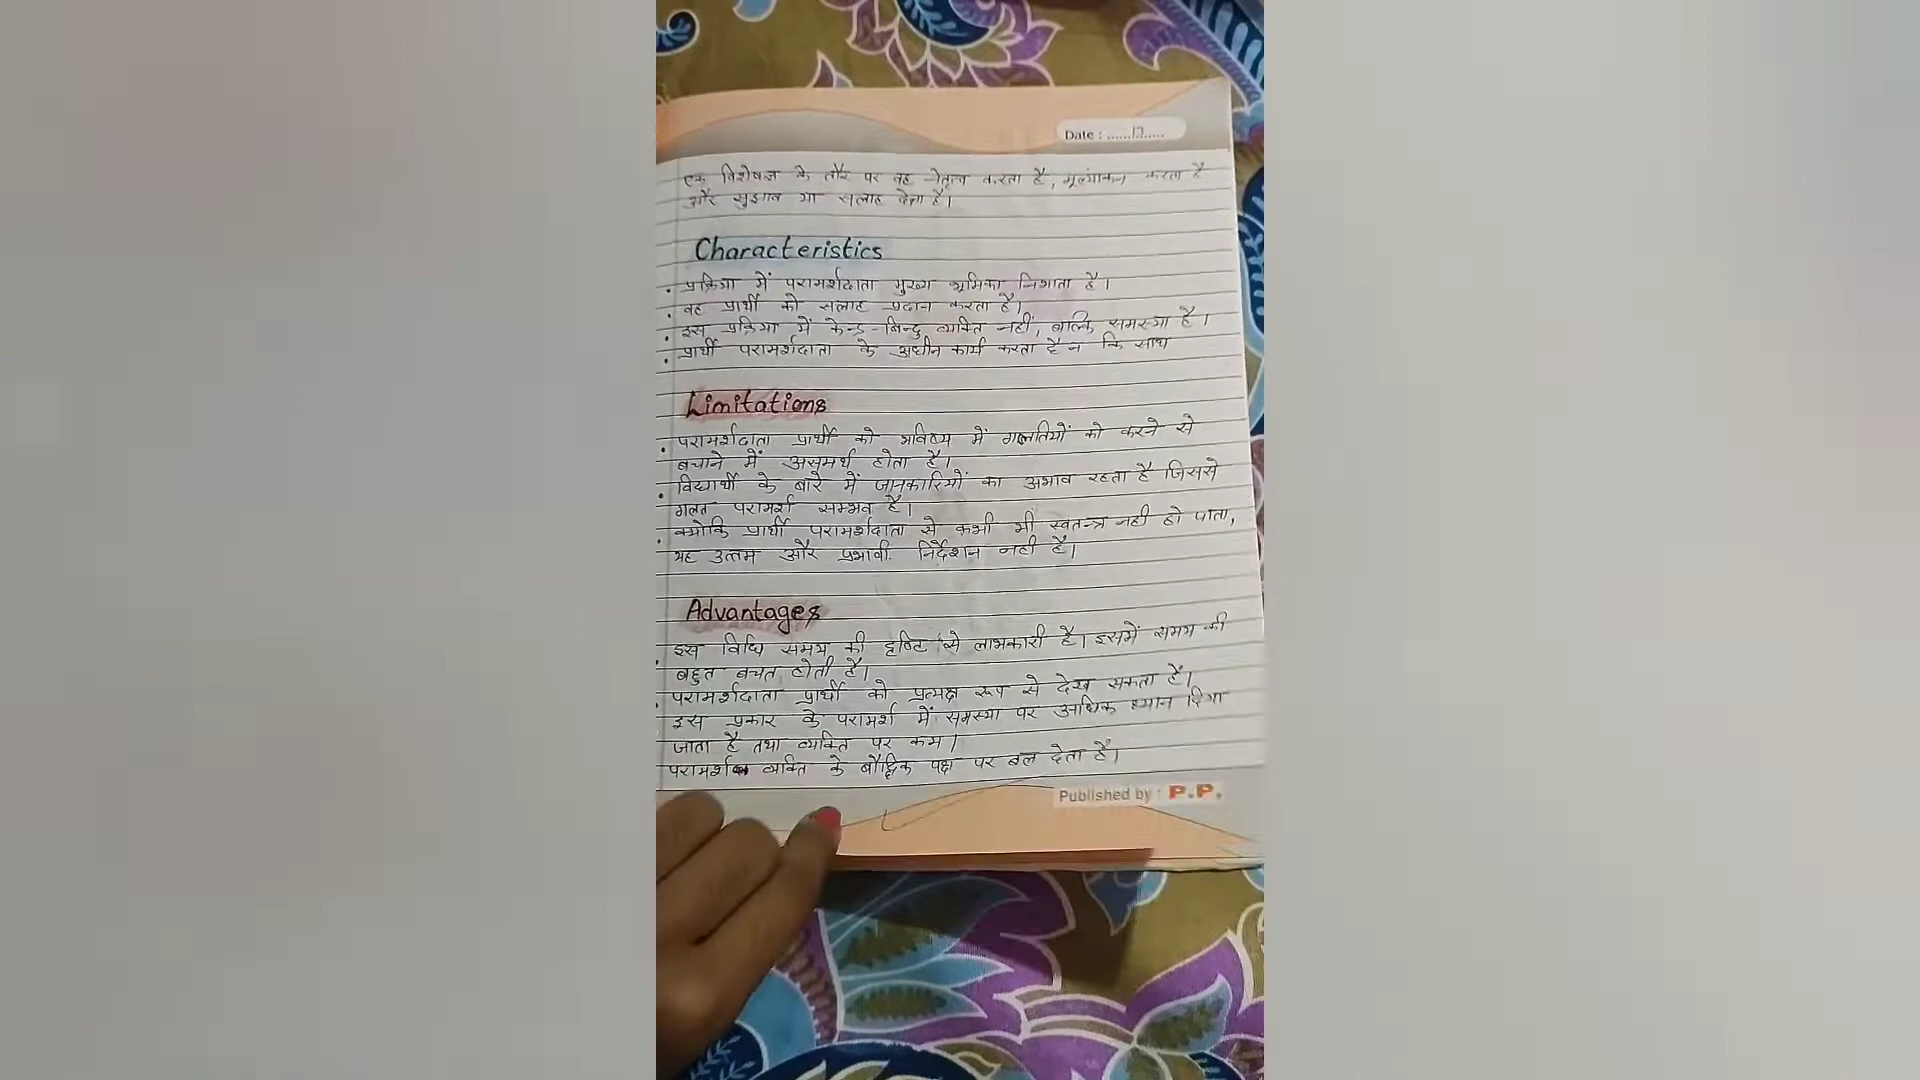 Date : ......13.....
एक विशेषज्ञ के तौर पर वह नेतृत्व करता है, मूल्यांकन करता है
और सुझाव या सलाह देता है।
Characteristics
• प्रक्रिया में परामर्शदाता मुख्य भूमिका निभाता है।
• वह प्रार्थी को सलाह प्रदान करता है।
• इस प्रक्रिया में केन्द्र-बिन्दु व्यक्ति नहीं, बल्कि समस्या है।
• प्रार्थी परामर्शदाता के अधीन कार्य करता है न कि साथ
Limitations
• परामर्शदाता प्रार्थी को भविष्य में गलतियों को करने से
बचाने में असमर्थ होता है।
• विद्यार्थी के बारे में जानकारियों का अभाव रहता है जिससे
गलत परामर्श सम्भव है।
• क्योकि प्रार्थी परामर्शदाता से कभी भी स्वतन्त्र नही हो पाता,
यह उत्तम और प्रभावी निर्देशन नही है।
Advantages
• इस विधि समय की दृष्टि से लाभकारी है। इसमें समय की
बहुत बचत होती है।
• परामर्शदाता प्रार्थी को प्रत्यक्ष रूप से देख सकता है।
इस प्रकार के परामर्श में समस्या पर अधिक ध्यान दिया
जाता है तथा व्यक्ति पर कम।
परामर्श व्यक्ति के बौद्धिक पक्ष पर बल देता है।
Published by : P.P.